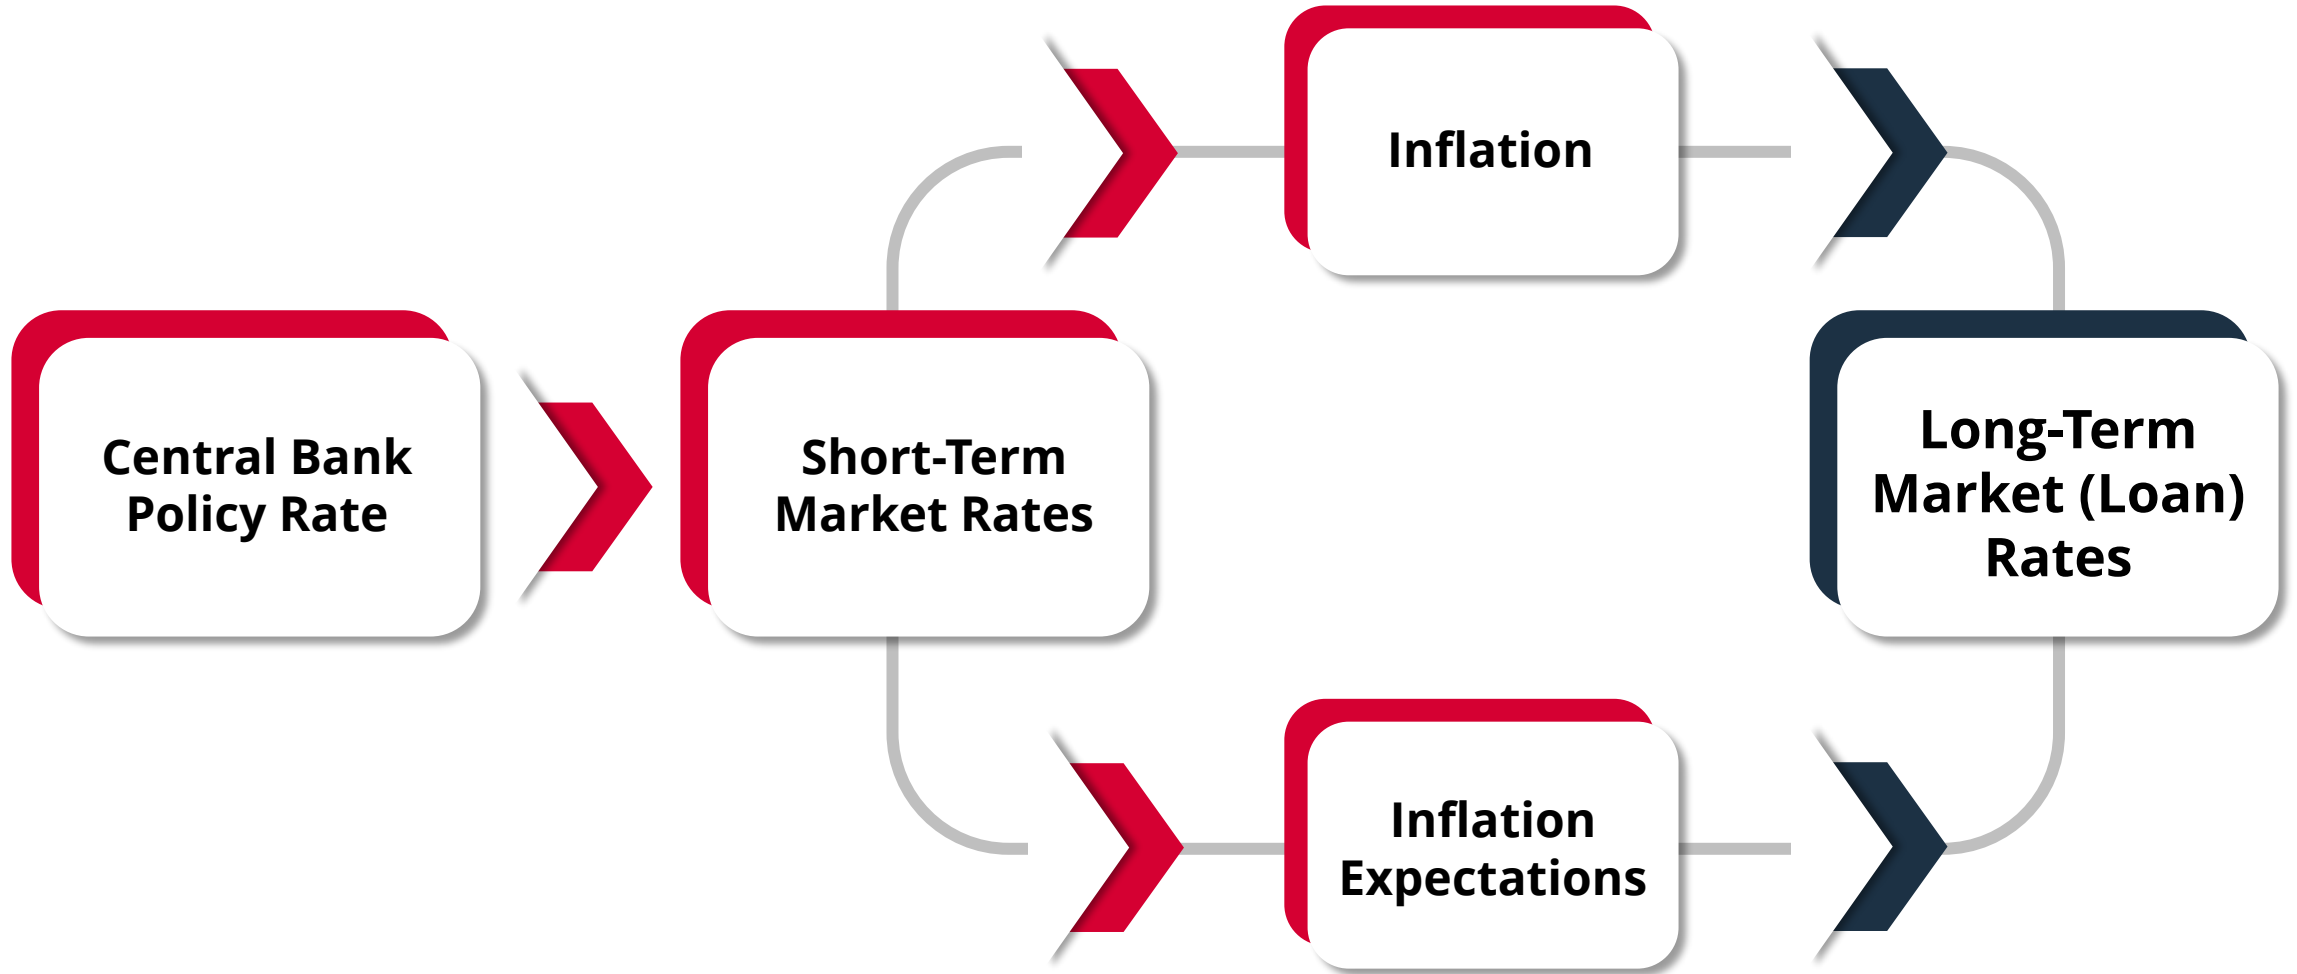 Central Bank
Policy Rate
Short-Term
Market Rates
Inflation
Inflation
Expectations
Long-Term
Market (Loan)
Rates